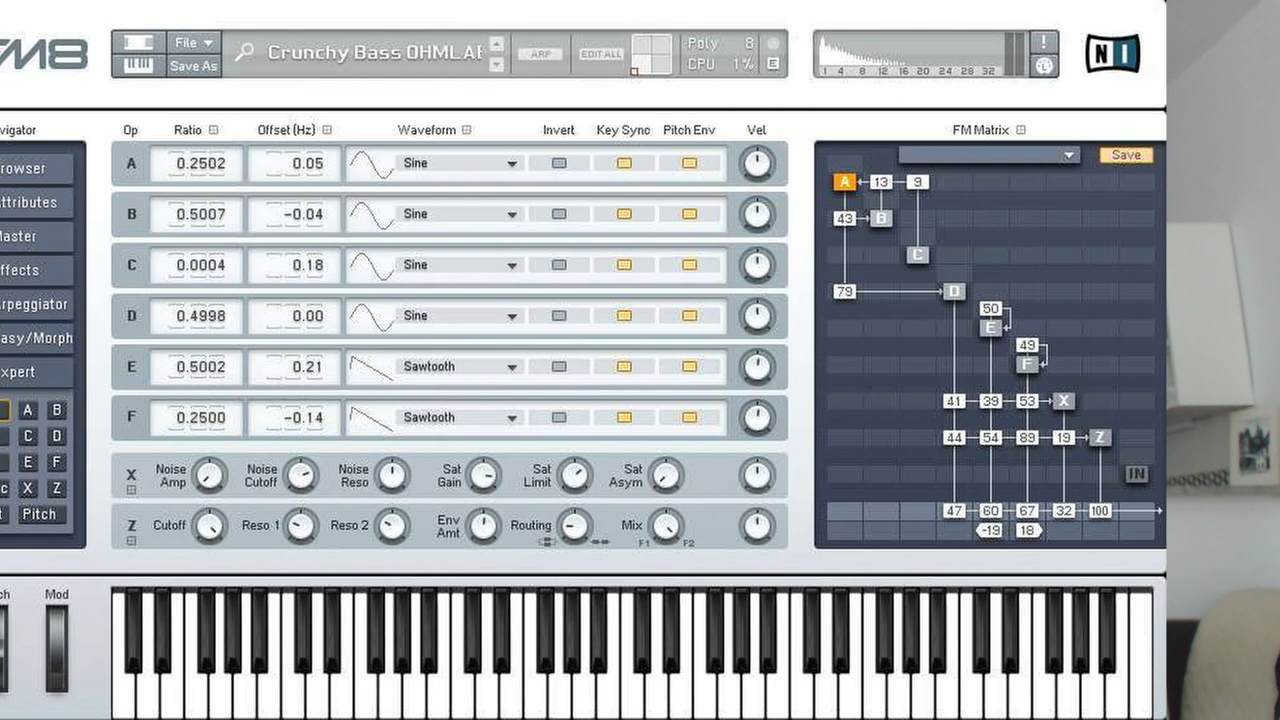 FM8
File
Save As
Crunchy Bass OHMLAB
ARP
EDIT ALL
Poly 8
CPU 1%
E
1 4 8 12 16 20 24 28 32
!
NI
vigator
rowser
ttributes
aster
ffects
rpeggiator
asy/Morph
xpert
A B
C D
E F
c X Z
t Pitch
Op Ratio Offset (Hz) Waveform Invert Key Sync Pitch Env Vel
A 0.2502 0.05 Sine
B 0.5007 -0.04 Sine
C 0.0004 0.18 Sine
D 0.4998 0.00 Sine
E 0.5002 0.21 Sawtooth
F 0.2500 -0.14 Sawtooth
X Noise Amp Noise Cutoff Noise Reso Sat Gain Sat Limit Sat Asym
Z Cutoff Reso 1 Reso 2 Env Amt Routing Mix F1 F2
FM Matrix
Save
A 13 9
43 B
C
79 D
50
E
49
F
41 39 53 X
44 54 89 19 Z
IN
47 60 67 32 100
-19 18
ch Mod